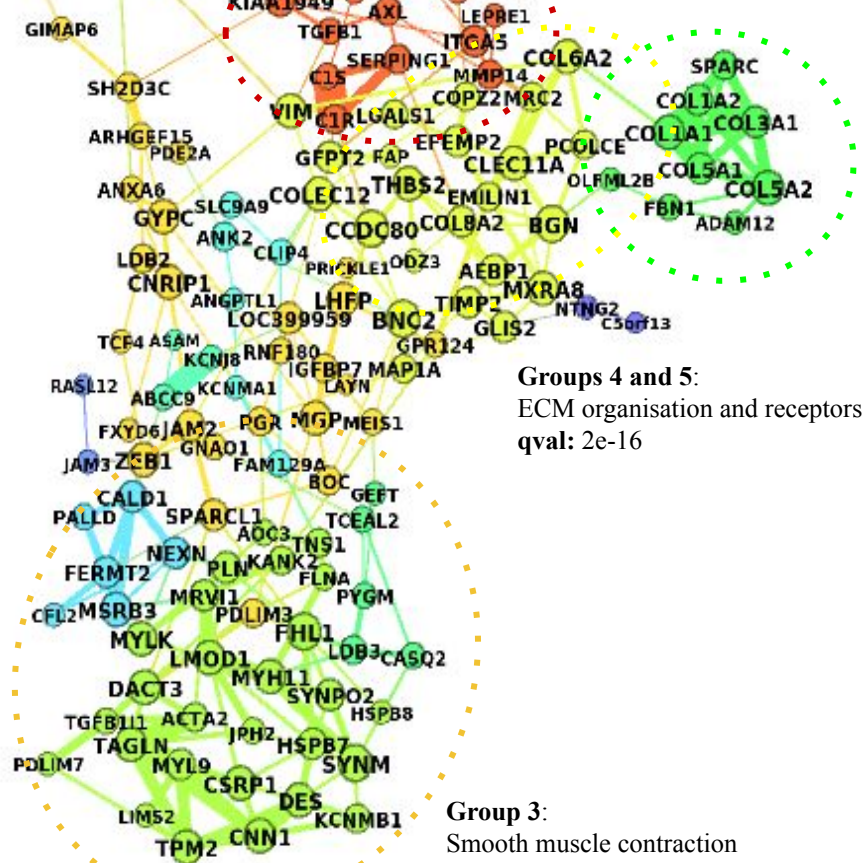 KIAA1949
AXL
LEPRE1
GIMAP6
TGFB1
ITGA5
SERPING1
COL6A2
SPARC
C1S
MMP14
SH2D3C
COPZ2
MRC2
COL1A2
VIM
C1R
LGALS1
COL1A1
COL3A1
ARHGEF15
EFEMP2
PCOLCE
PDE2A
GFPT2
FAP
CLEC11A
COL5A1
OLFML2B
ANXA6
COLEC12
THBS2
EMILIN1
COL5A2
SLC9A9
FBN1
GYPC
ADAM12
ANK2
CCDC80
COL8A2
BGN
CLIP4
LDB2
PRICKLE1
ODZ3
AEBP1
CNRIP1
MXRA8
ANGPTL1
LHFP
TIMP2
NTNG2
LOC399959
BNC2
GLIS2
C5orf13
TCF4
ASAM
RNF180
GPR124
KCNJ8
IGFBP7
MAP1A
Groups 4 and 5:
RASL12
KCNMA1
LAYN
ABCC9
ECM organisation and receptors
FXYD6
JAM2
PGR
MGP
MEIS1
qval: 2e-16
GNAO1
JAM3
ZEB1
FAM129A
BOC
CALD1
GEFT
PALLD
SPARCL1
TCEAL2
AOC3
NEXN
TNS1
FERMT2
PLN
KANK2
FLNA
MRVI1
PYGM
CFL2
MSRB3
PDLIM3
MYLK
FHL1
LMOD1
LDB3
CASQ2
MYH11
DACT3
SYNPO2
TGFB1I1
ACTA2
HSPB8
JPH2
TAGLN
HSPB7
PDLIM7
MYL9
SYNM
CSRP1
DES
Group 3:
LIMS2
KCNMB1
CNN1
TPM2
Smooth muscle contraction